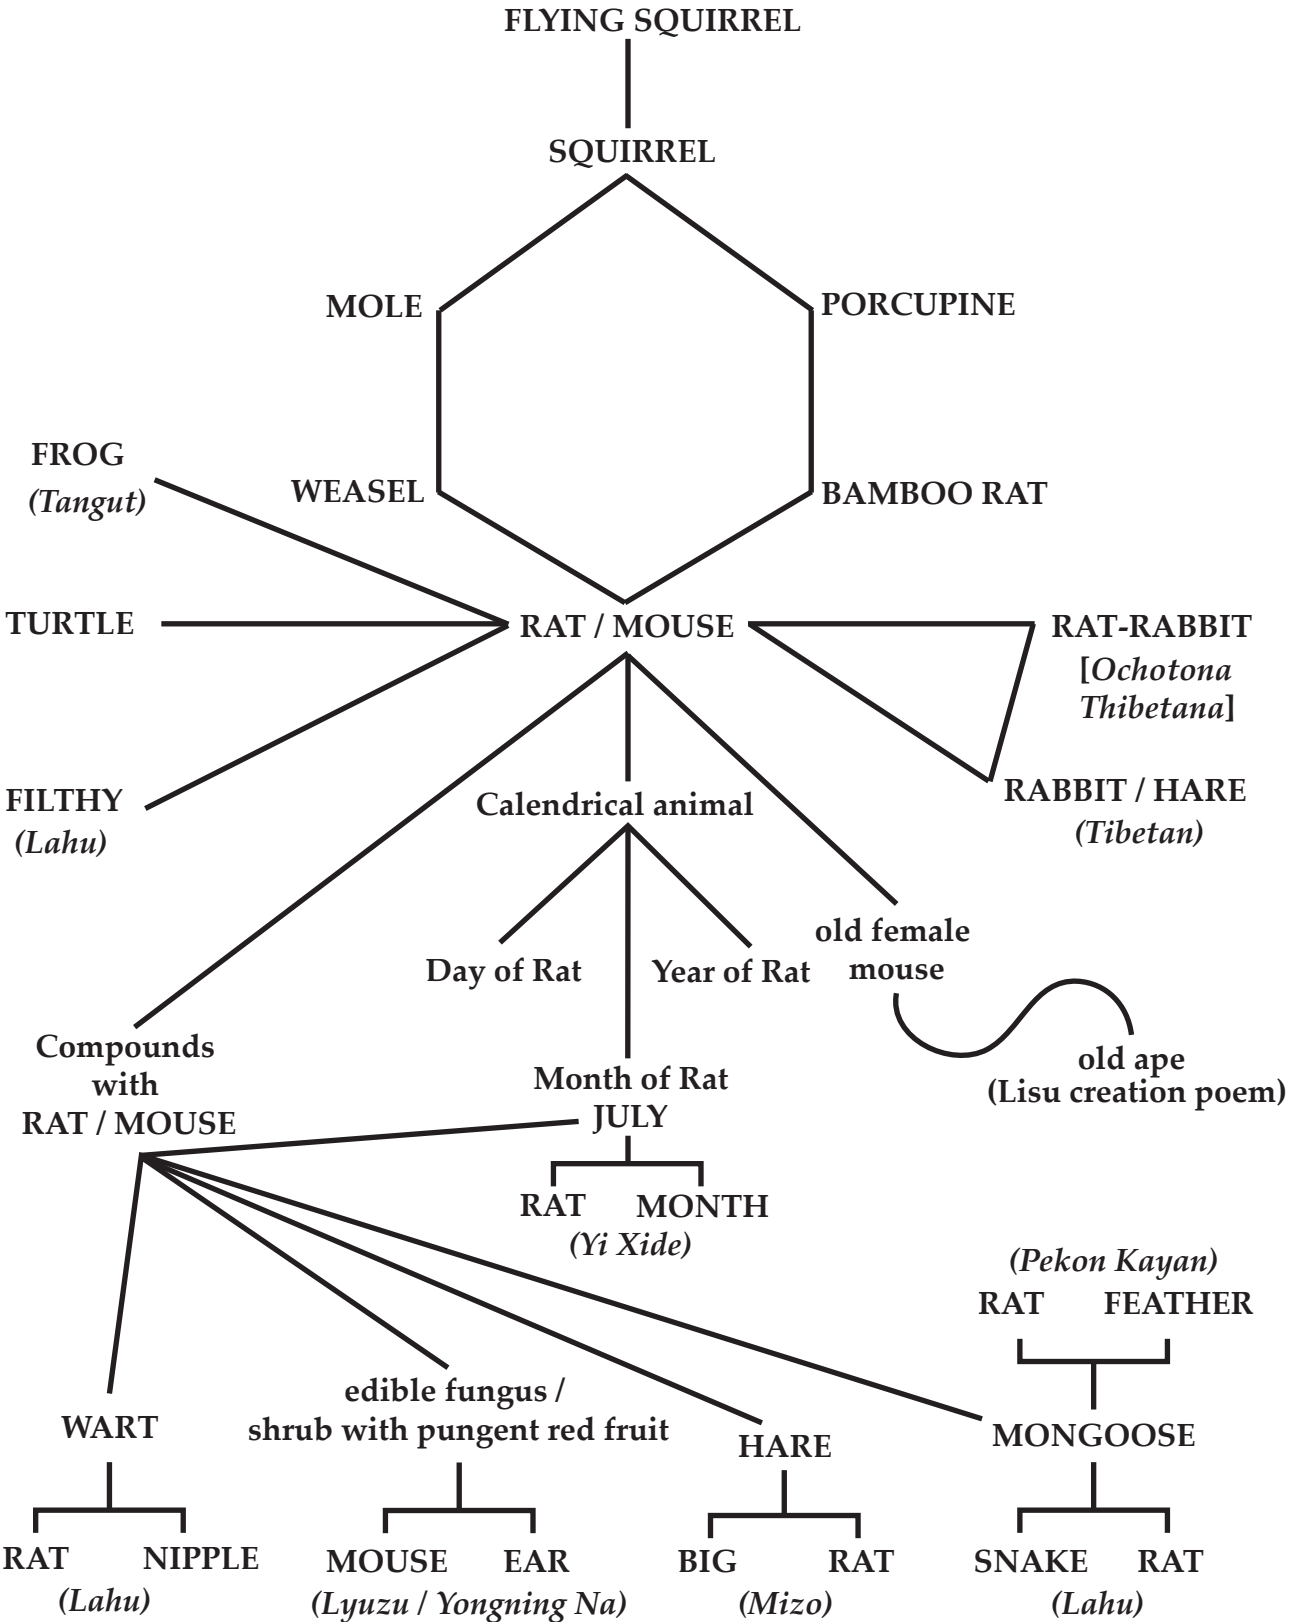 FLYING SQUIRREL
SQUIRREL
MOLE
PORCUPINE
FROG
(Tangut)
WEASEL
BAMBOO RAT
TURTLE
RAT / MOUSE
RAT-RABBIT
[Ochotona
Thibetana]
FILTHY
(Lahu)
Calendrical animal
RABBIT / HARE
(Tibetan)
Day of Rat
Year of Rat
old female
mouse
Compounds
with
RAT / MOUSE
Month of Rat
JULY
old ape
(Lisu creation poem)
RAT MONTH
(Yi Xide)
(Pekon Kayan)
RAT FEATHER
WART
edible fungus /
shrub with pungent red fruit
HARE
MONGOOSE
RAT NIPPLE
(Lahu)
MOUSE EAR
(Lyuzu / Yongning Na)
BIG RAT
(Mizo)
SNAKE RAT
(Lahu)